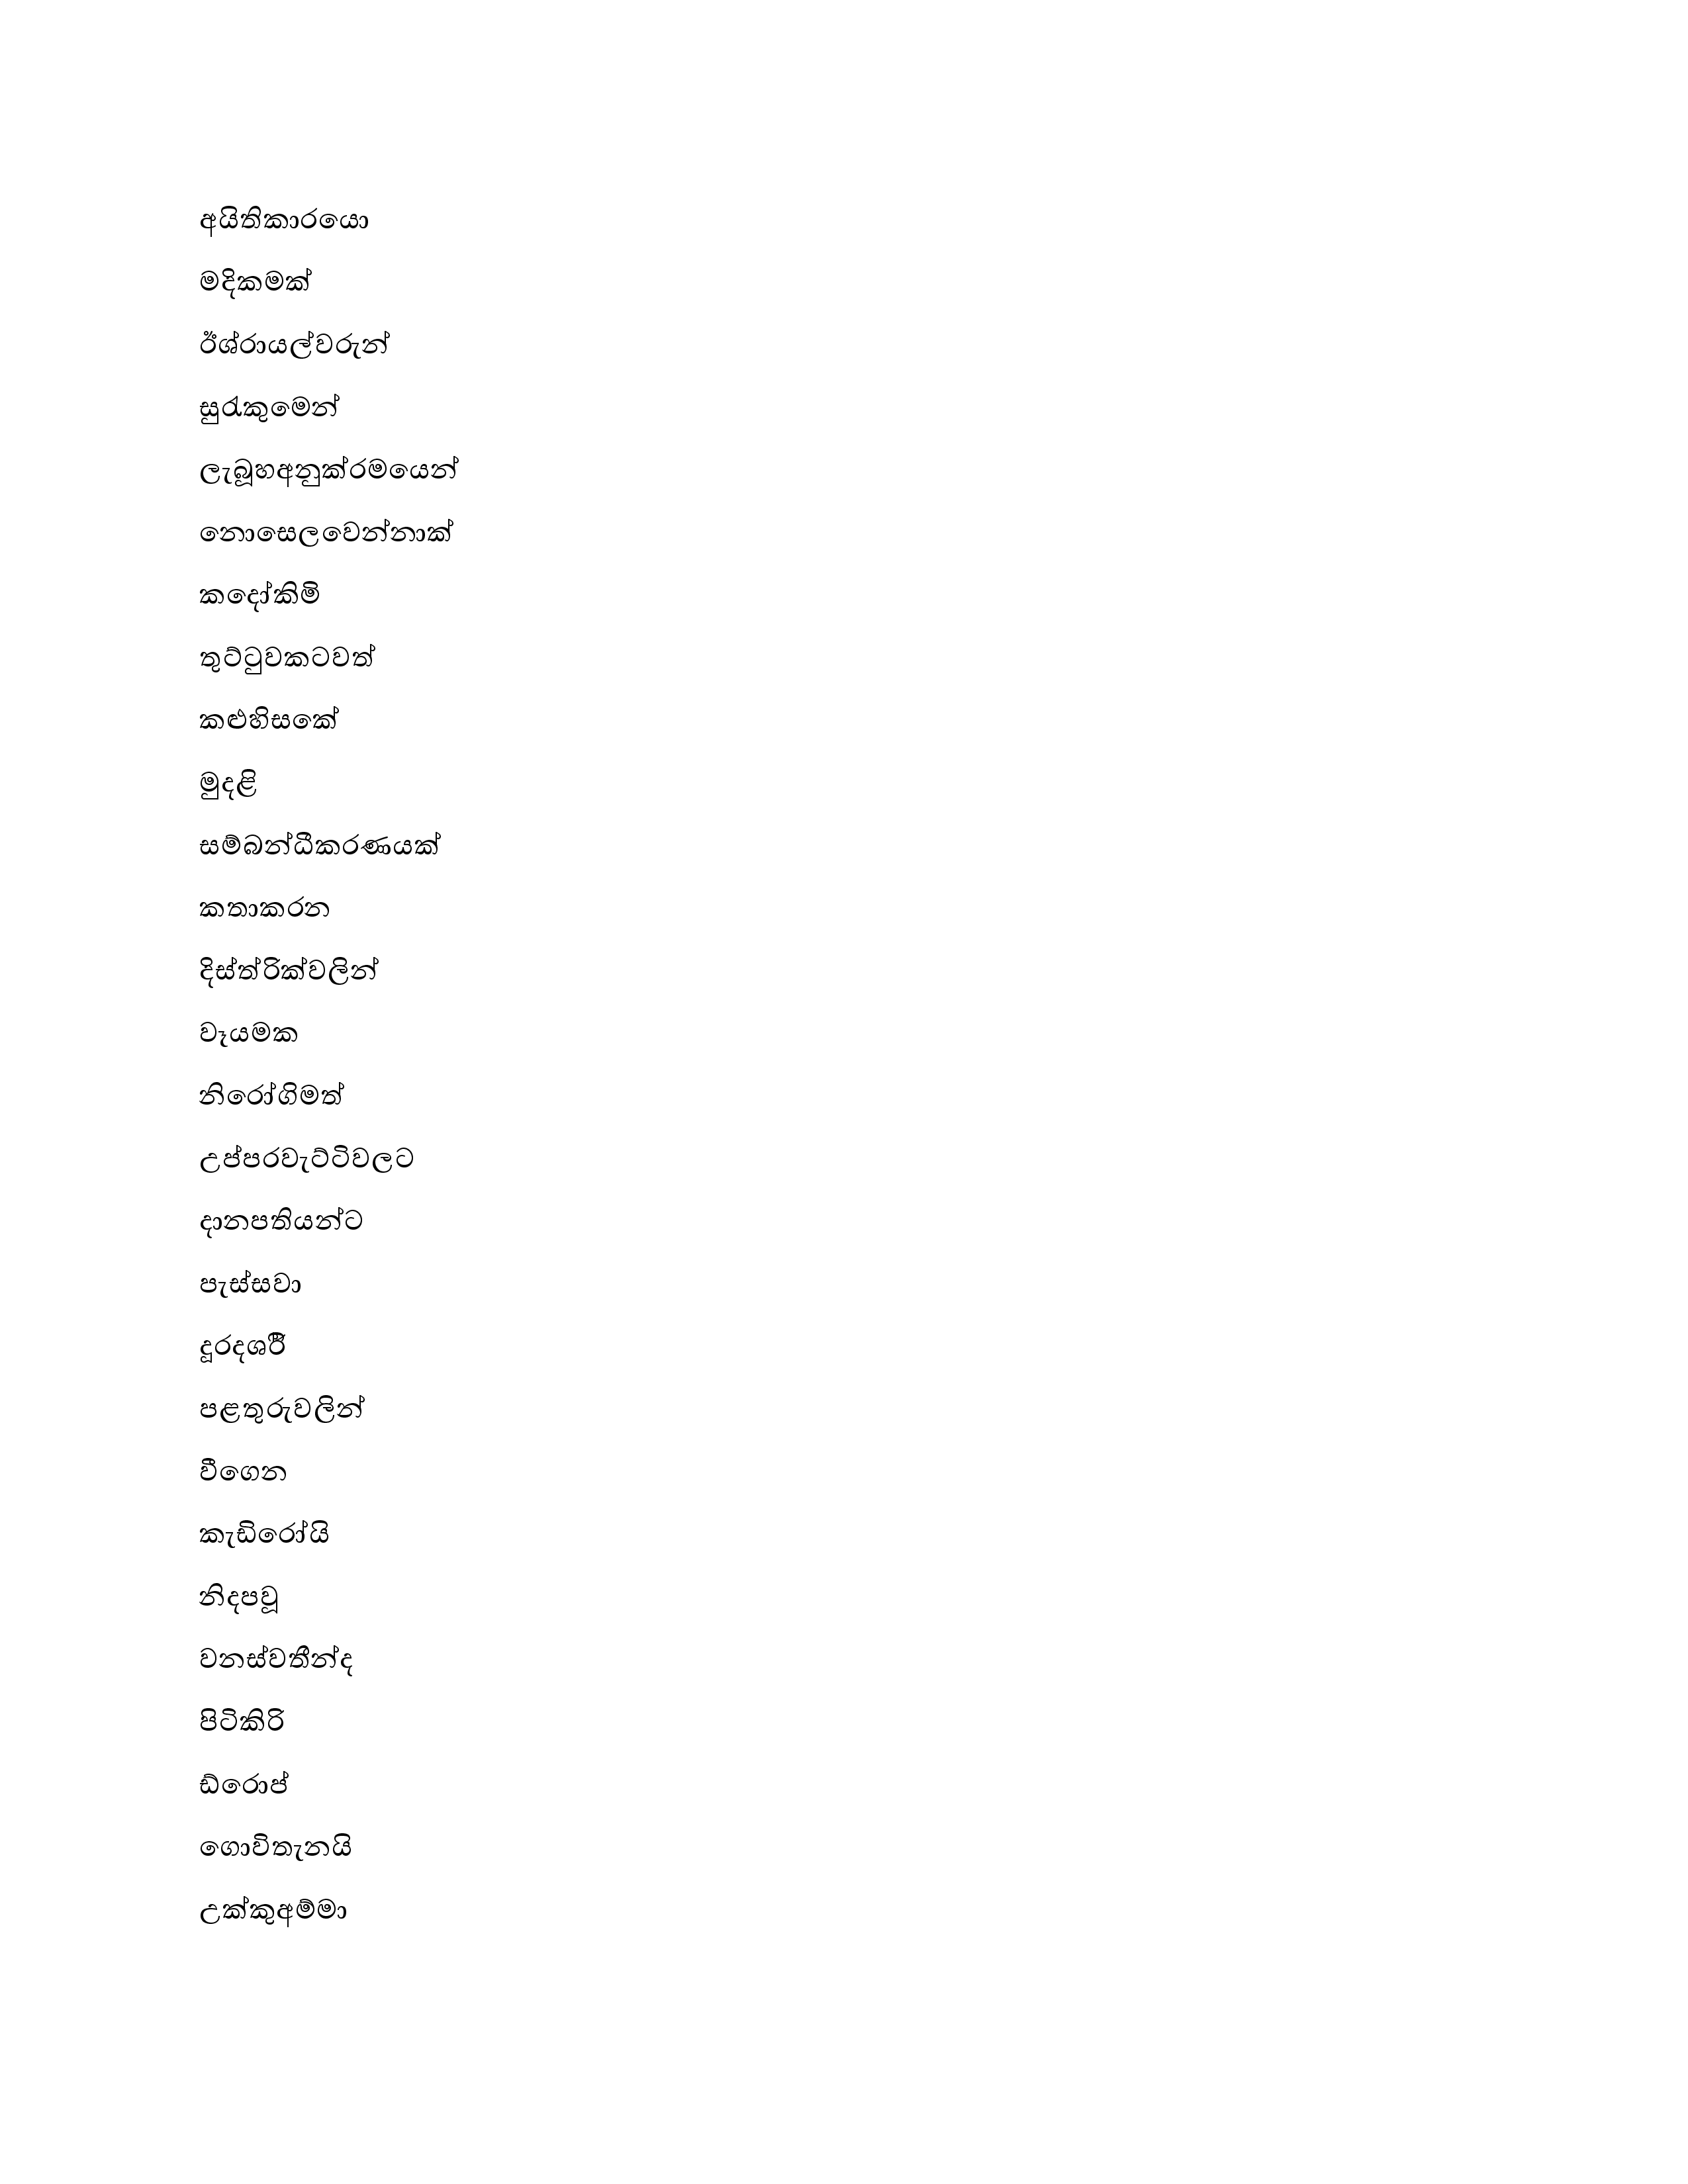 අයිතිකාරයො
මදිකමක්
ඊශ්රායල්වරුන්
සුරැකුමෙන්
ලැබූහඅනුක්රමයෙන්
නොසෙලවෙන්නාක්
කදෝකිමි
තුට්ටුවකටවත්
කළුහිසකේ
මුදළි
සම්බන්ධීකරණයක්
කතාකරන
දිස්ත්රික්වලින්
වෑයමක
නිරෝගිමත්
උප්පරවැට්ටිවලට
දානපතියන්ට
පැස්සවා
දූරදර්ශී
පළතුරුවලින්
වීගෙන
කැඩිරෝයි
නිදපවූ
වනස්වතීන්ද
පිටිකිරි
ඩ්රොප්
ගොවිතැනයි
උක්කුඅම්මා